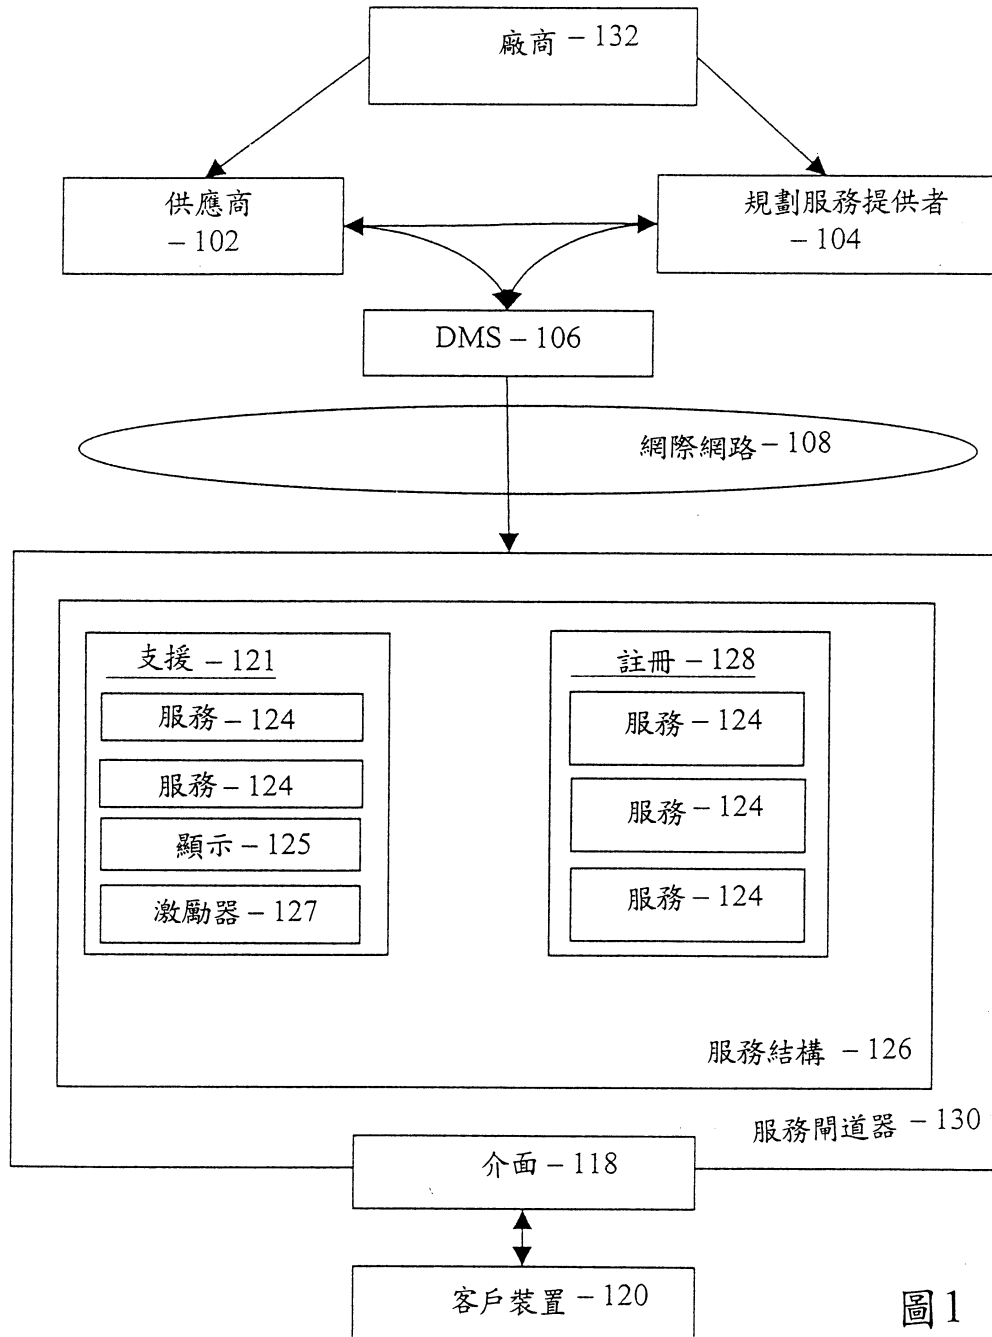 廠商 – 132
供應商
– 102
規劃服務提供者
– 104
DMS – 106
網際網路 – 108
支援 – 121
服務 – 124
服務 – 124
顯示 – 125
激勵器 – 127
註冊 – 128
服務 – 124
服務 – 124
服務 – 124
服務結構 – 126
服務閘道器 – 130
介面 – 118
客戶裝置 – 120
圖1